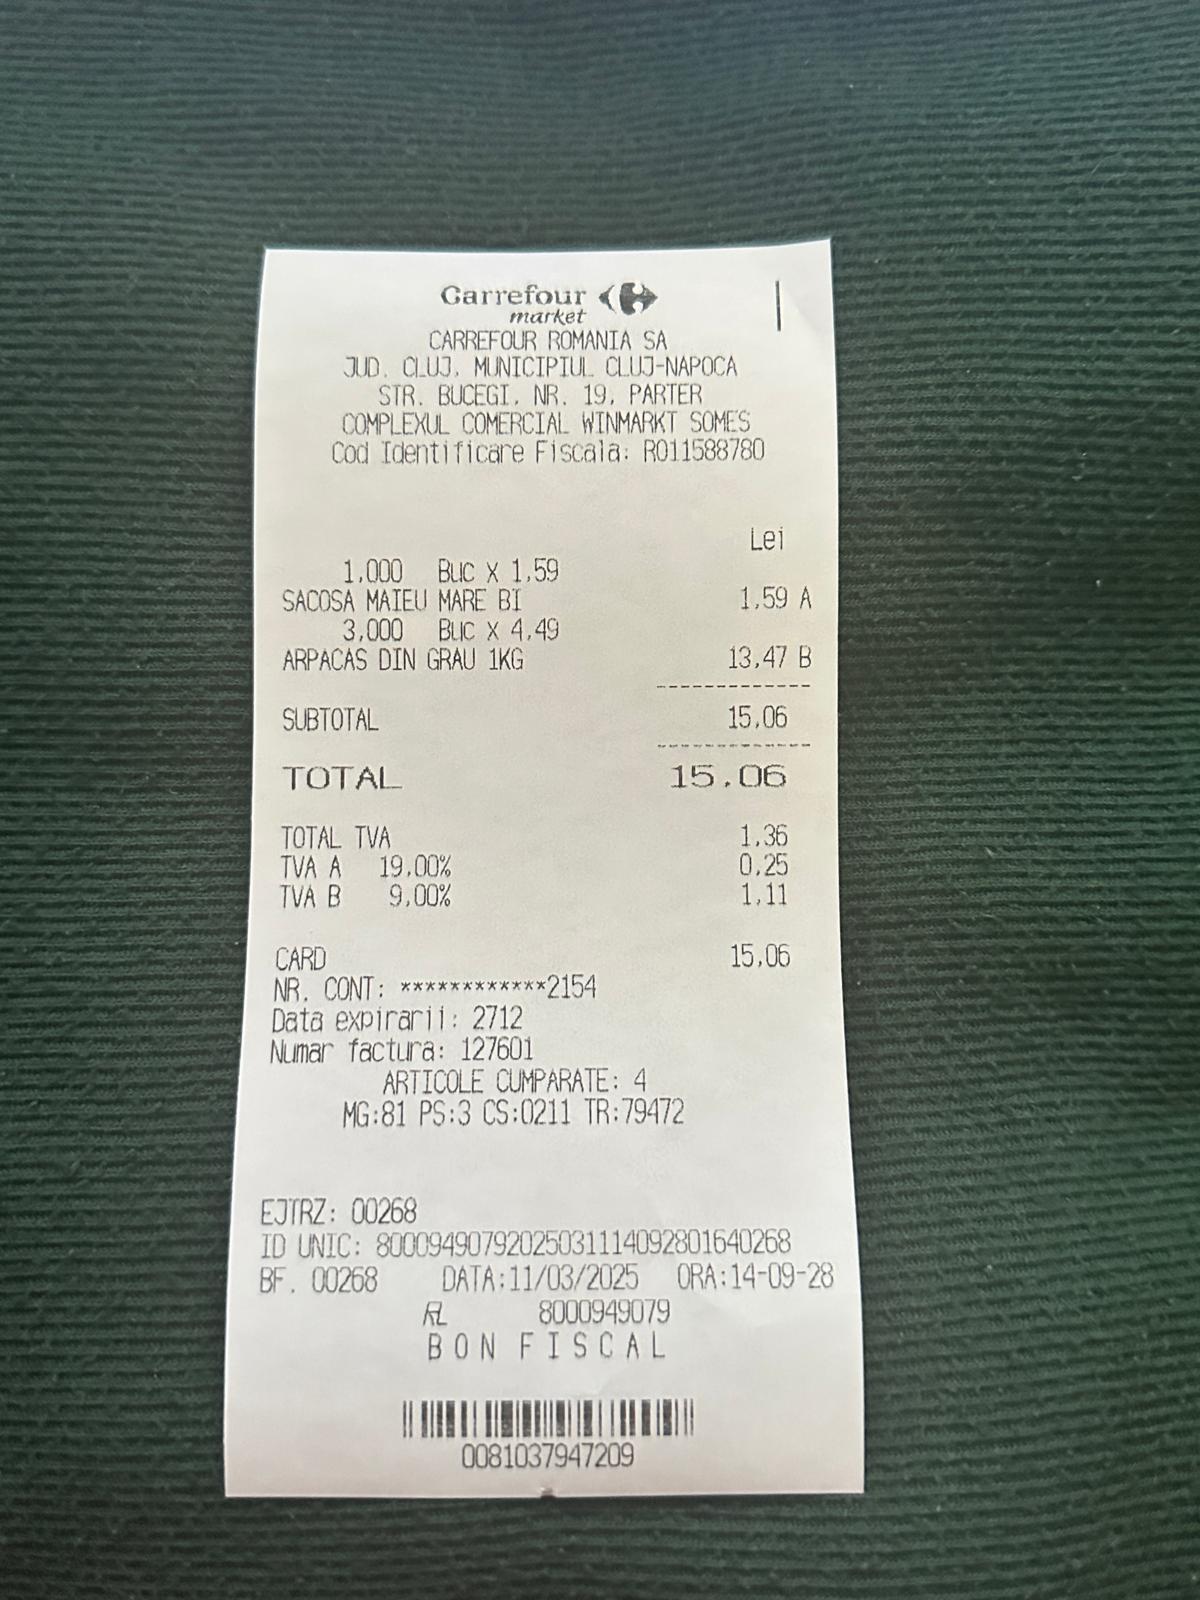 Carrefour
market
CARREFOUR ROMANIA SA
JUD. CLUJ, MUNICIPIUL CLUJ-NAPOCA
STR. BUCEGI, NR. 19, PARTER
COMPLEXUL COMERCIAL WINMARKT SOMES
Cod Identificare Fiscala: RO11588780
Lei
1,000 Buc X 1,59
SACOSA MAIEU MARE BI 1,59 A
3,000 Buc X 4,49
ARPACAS DIN GRAU 1KG 13,47 B
SUBTOTAL 15,06
TOTAL 15,06
TOTAL TVA 1,36
TVA A 19,00% 0,25
TVA B 9,00% 1,11
CARD 15,06
NR. CONT: ************2154
Data expirarii: 2712
Numar factura: 127601
ARTICOLE CUMPARATE: 4
MG:81 PS:3 CS:0211 TR:79472
EJTRZ: 00268
ID UNIC: 8000949079202503111409280164​0268
BF. 00268 DATA:11/03/2025 ORA:14-09-28
RL 8000949079
BON FISCAL
0081037947209